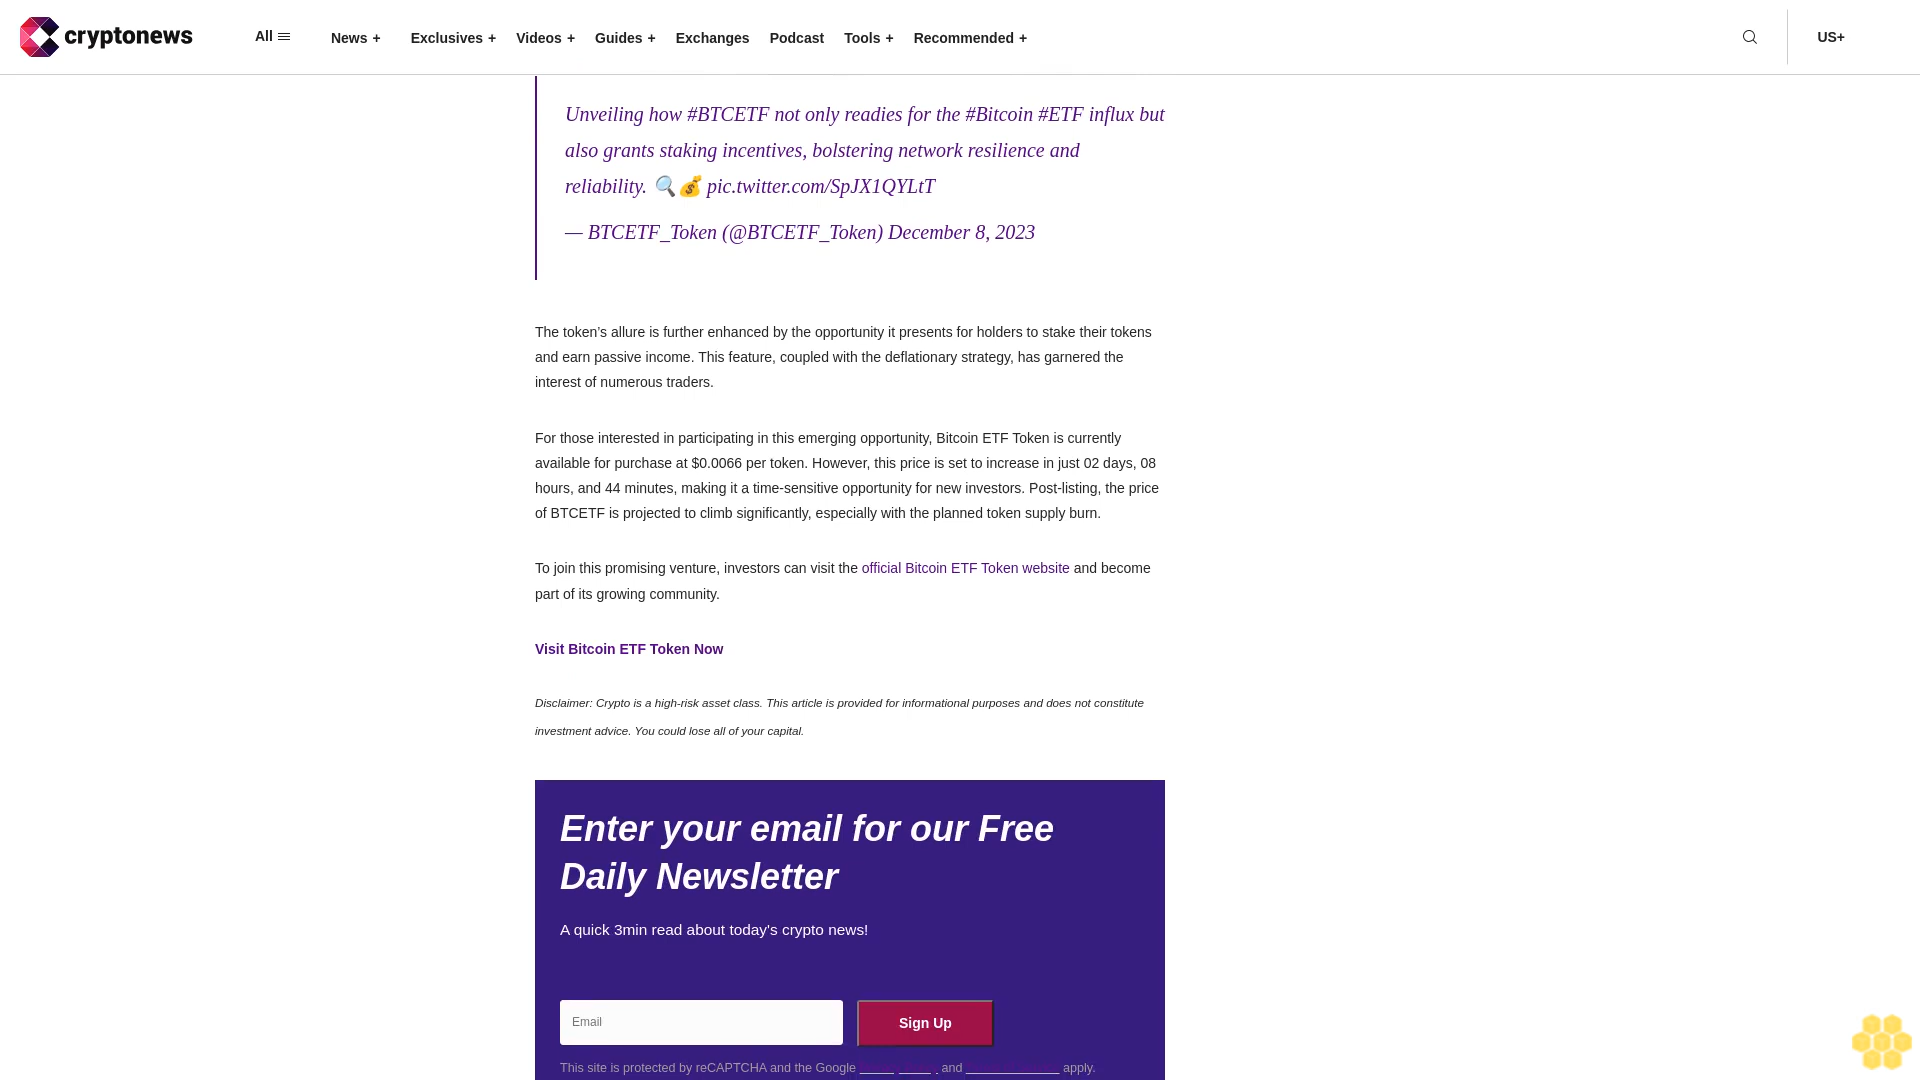 cryptonews All News + Exclusives + Videos + Guides + Exchanges Podcast Tools + Recommended + US+
Unveiling how #BTCETF not only readies for the #Bitcoin #ETF influx but
also grants staking incentives, bolstering network resilience and
reliability. 🔍💰 pic.twitter.com/SpJX1QYLtT
— BTCETF_Token (@BTCETF_Token) December 8, 2023
The token’s allure is further enhanced by the opportunity it presents for holders to stake their tokens
and earn passive income. This feature, coupled with the deflationary strategy, has garnered the
interest of numerous traders.
For those interested in participating in this emerging opportunity, Bitcoin ETF Token is currently
available for purchase at $0.0066 per token. However, this price is set to increase in just 02 days, 08
hours, and 44 minutes, making it a time-sensitive opportunity for new investors. Post-listing, the price
of BTCETF is projected to climb significantly, especially with the planned token supply burn.
To join this promising venture, investors can visit the official Bitcoin ETF Token website and become
part of its growing community.
Visit Bitcoin ETF Token Now
Disclaimer: Crypto is a high-risk asset class. This article is provided for informational purposes and does not constitute
investment advice. You could lose all of your capital.
Enter your email for our Free
Daily Newsletter
A quick 3min read about today's crypto news!
Email
Sign Up
This site is protected by reCAPTCHA and the Google and apply.